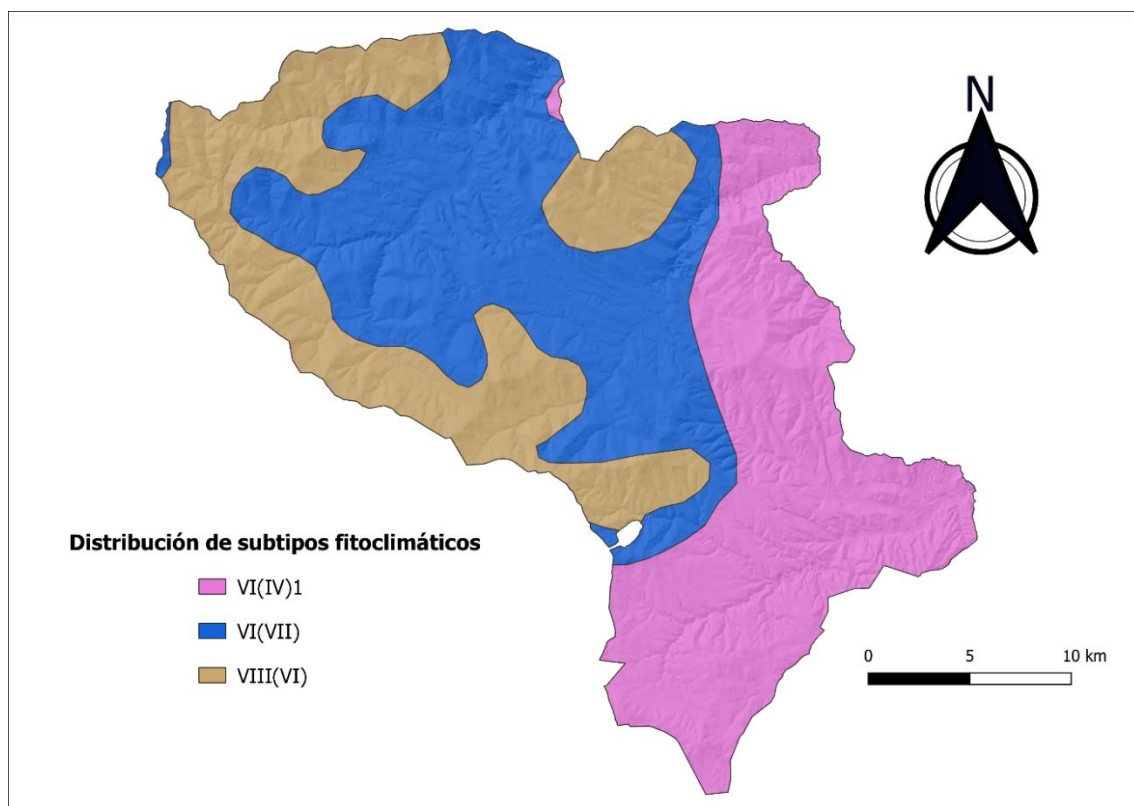 N
Distribución de subtipos fitoclimáticos
VI(IV)1
VI(VII)
VIII(VI)
0 5 10 km